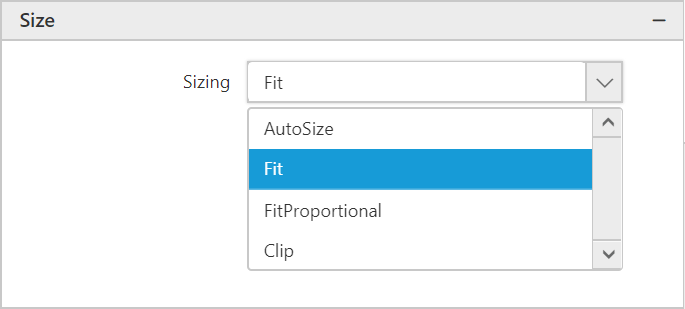 Size
Sizing
Fit
AutoSize
Fit
FitProportional
Clip